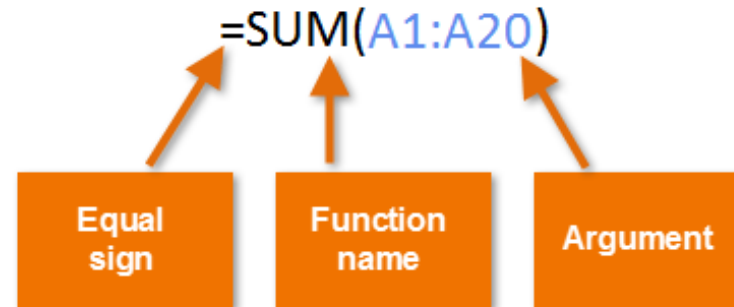 =SUM(A1:A20)
Equal
sign
Function
name
Argument